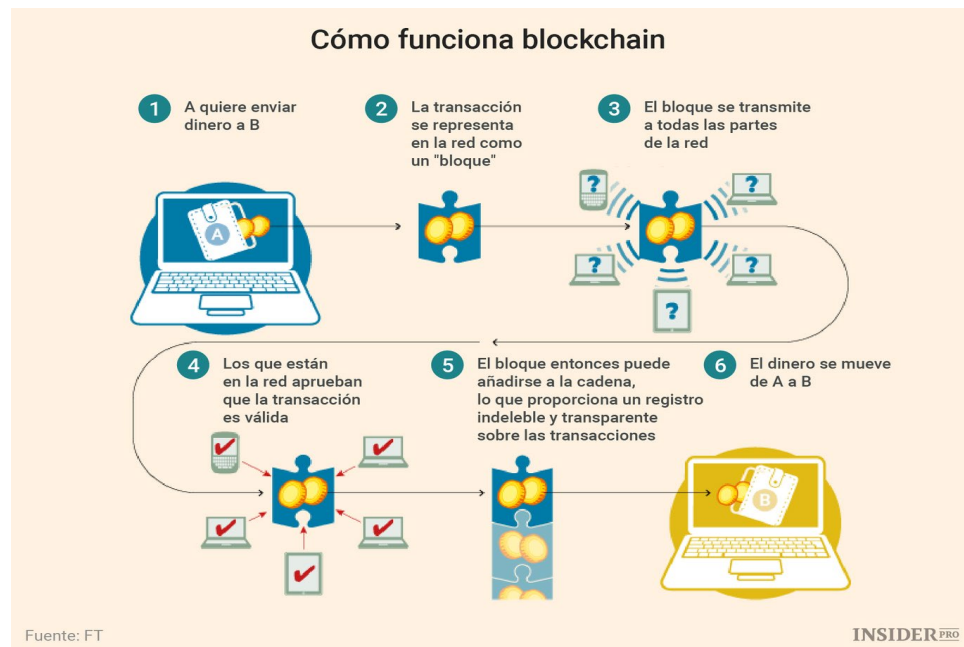 Cómo funciona blockchain
1
A quiere enviar
dinero a B
2
La transacción
se representa
en la red como
un "bloque"
3
El bloque se transmite
a todas las partes
de la red
A
?
?
?
?
?
4
Los que están
en la red aprueban
que la transacción
es válida
5
El bloque entonces puede
añadirse a la cadena,
lo que proporciona un registro
indeleble y transparente
sobre las transacciones
6
El dinero se mueve
de A a B
B
Fuente: FT
INSIDER PRO